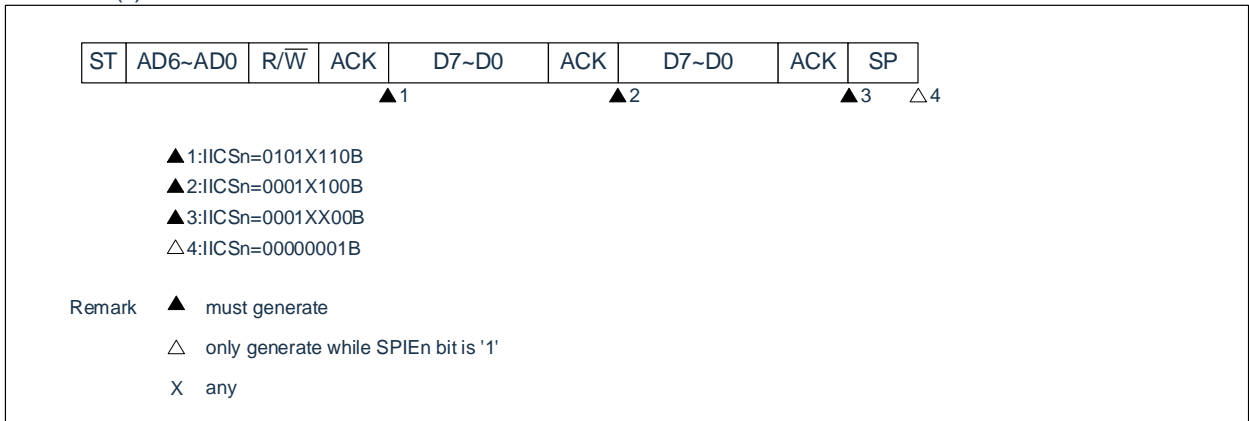 ST AD6~AD0 R/W̅ ACK D7~D0 ACK D7~D0 ACK SP
▲1 ▲2 ▲3 △4
▲1:IICSn=0101X110B
▲2:IICSn=0001X100B
▲3:IICSn=0001XX00B
△4:IICSn=00000001B
Remark ▲ must generate
△ only generate while SPIEn bit is '1'
X any